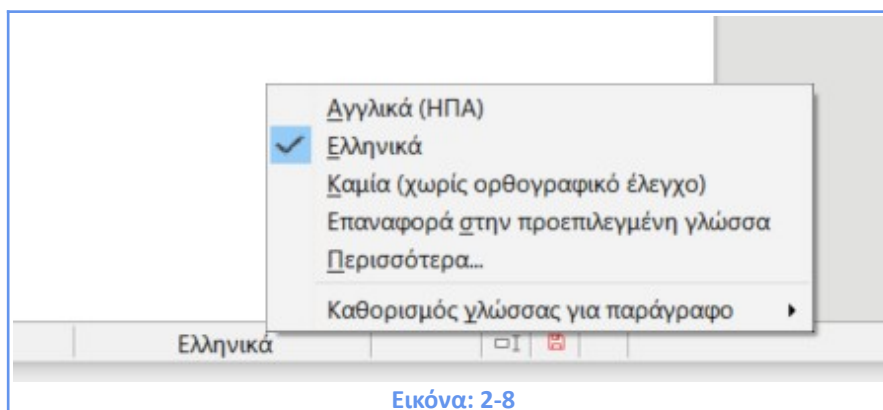 Αγγλικά (ΗΠΑ)
Ελληνικά
Καμία (χωρίς ορθογραφικό έλεγχο)
Επαναφορά στην προεπιλεγμένη γλώσσα
Περισσότερα...
Καθορισμός γλώσσας για παράγραφο
Ελληνικά
Εικόνα: 2-8